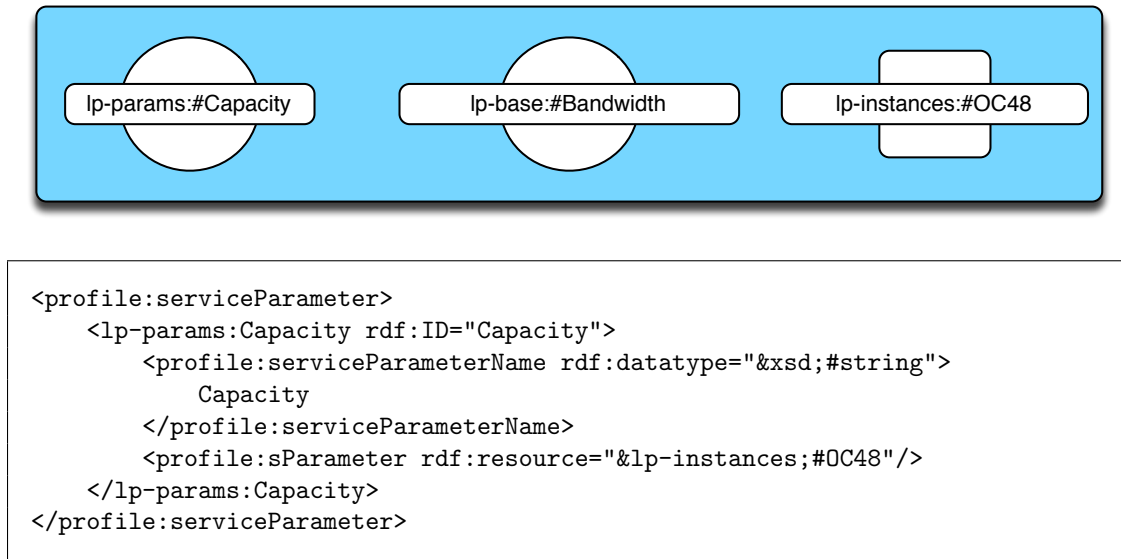 lp-params:#Capacity lp-base:#Bandwidth lp-instances:#OC48
<profile:serviceParameter>
    <lp-params:Capacity rdf:ID="Capacity">
        <profile:serviceParameterName rdf:datatype="&xsd;#string">
            Capacity
        </profile:serviceParameterName>
        <profile:sParameter rdf:resource="&lp-instances;#OC48"/>
    </lp-params:Capacity>
</profile:serviceParameter>